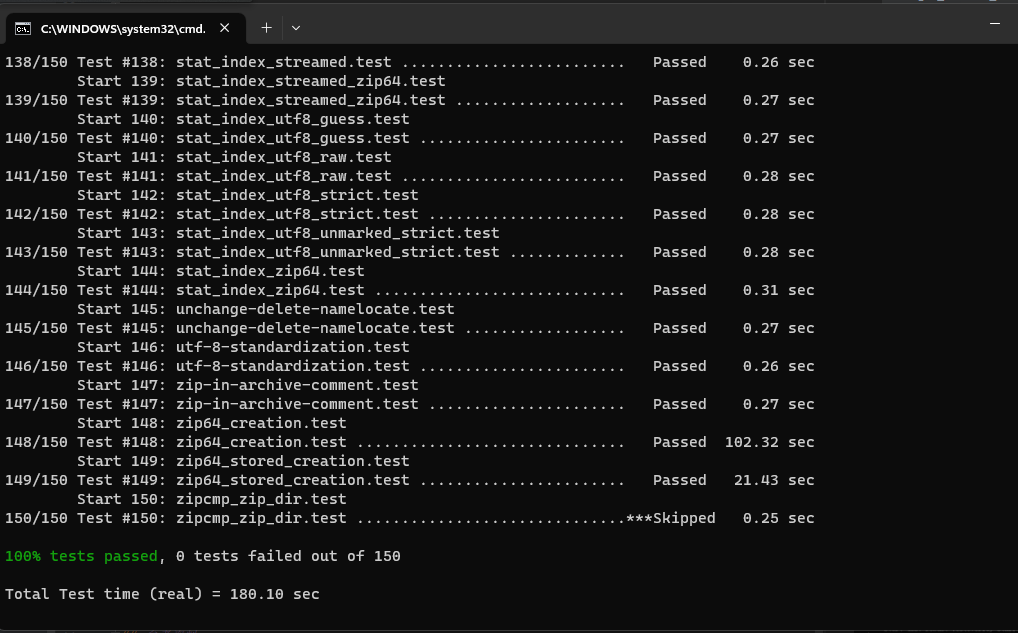 C:\WINDOWS\system32\cmd.
138/150 Test #138: stat_index_streamed.test .........................   Passed    0.26 sec
        Start 139: stat_index_streamed_zip64.test
139/150 Test #139: stat_index_streamed_zip64.test ...................   Passed    0.27 sec
        Start 140: stat_index_utf8_guess.test
140/150 Test #140: stat_index_utf8_guess.test .......................   Passed    0.27 sec
        Start 141: stat_index_utf8_raw.test
141/150 Test #141: stat_index_utf8_raw.test .........................   Passed    0.28 sec
        Start 142: stat_index_utf8_strict.test
142/150 Test #142: stat_index_utf8_strict.test ......................   Passed    0.28 sec
        Start 143: stat_index_utf8_unmarked_strict.test
143/150 Test #143: stat_index_utf8_unmarked_strict.test .............   Passed    0.28 sec
        Start 144: stat_index_zip64.test
144/150 Test #144: stat_index_zip64.test ............................   Passed    0.31 sec
        Start 145: unchange-delete-namelocate.test
145/150 Test #145: unchange-delete-namelocate.test ..................   Passed    0.27 sec
        Start 146: utf-8-standardization.test
146/150 Test #146: utf-8-standardization.test .......................   Passed    0.26 sec
        Start 147: zip-in-archive-comment.test
147/150 Test #147: zip-in-archive-comment.test ......................   Passed    0.27 sec
        Start 148: zip64_creation.test
148/150 Test #148: zip64_creation.test ..............................   Passed  102.32 sec
        Start 149: zip64_stored_creation.test
149/150 Test #149: zip64_stored_creation.test .......................   Passed   21.43 sec
        Start 150: zipcmp_zip_dir.test
150/150 Test #150: zipcmp_zip_dir.test ..............................***Skipped   0.25 sec
100% tests passed, 0 tests failed out of 150
Total Test time (real) = 180.10 sec